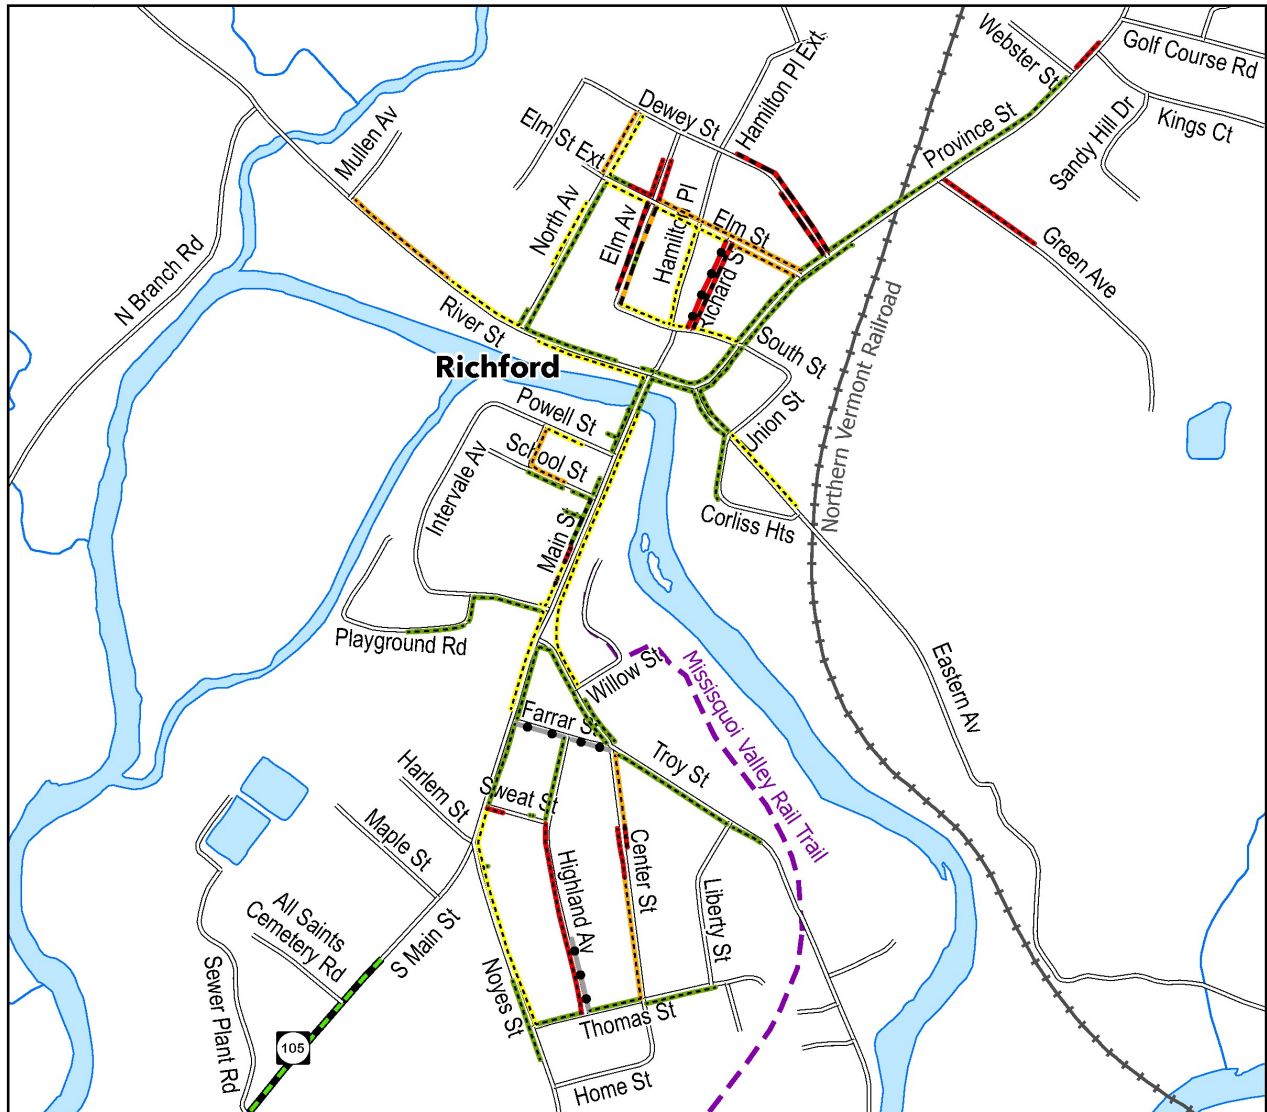 Webster St
Golf Course Rd
Hamilton Pl Ext
Dewey St
Kings Ct
Mullen Av
Elm St Ext
Province St
Sandy Hill Dr
North Av
Elm Av
Hamilton Pl
Elm St
Green Ave
N Branch Rd
Richard S
River St
South St
Richford
Northern Vermont Railroad
Powell St
Union St
School St
Intervale Av
Corliss Hts
Main St
Playground Rd
Willow St
Eastern Av
Missisquoi Valley Rail Trail
Farrar S
Troy St
Harlem St
Sweat St
Maple St
Center St
Highland Av
Liberty St
All Saints
Cemetery Rd
S Main St
Sewer Plant Rd
Noyes St
Thomas St
105
Home St